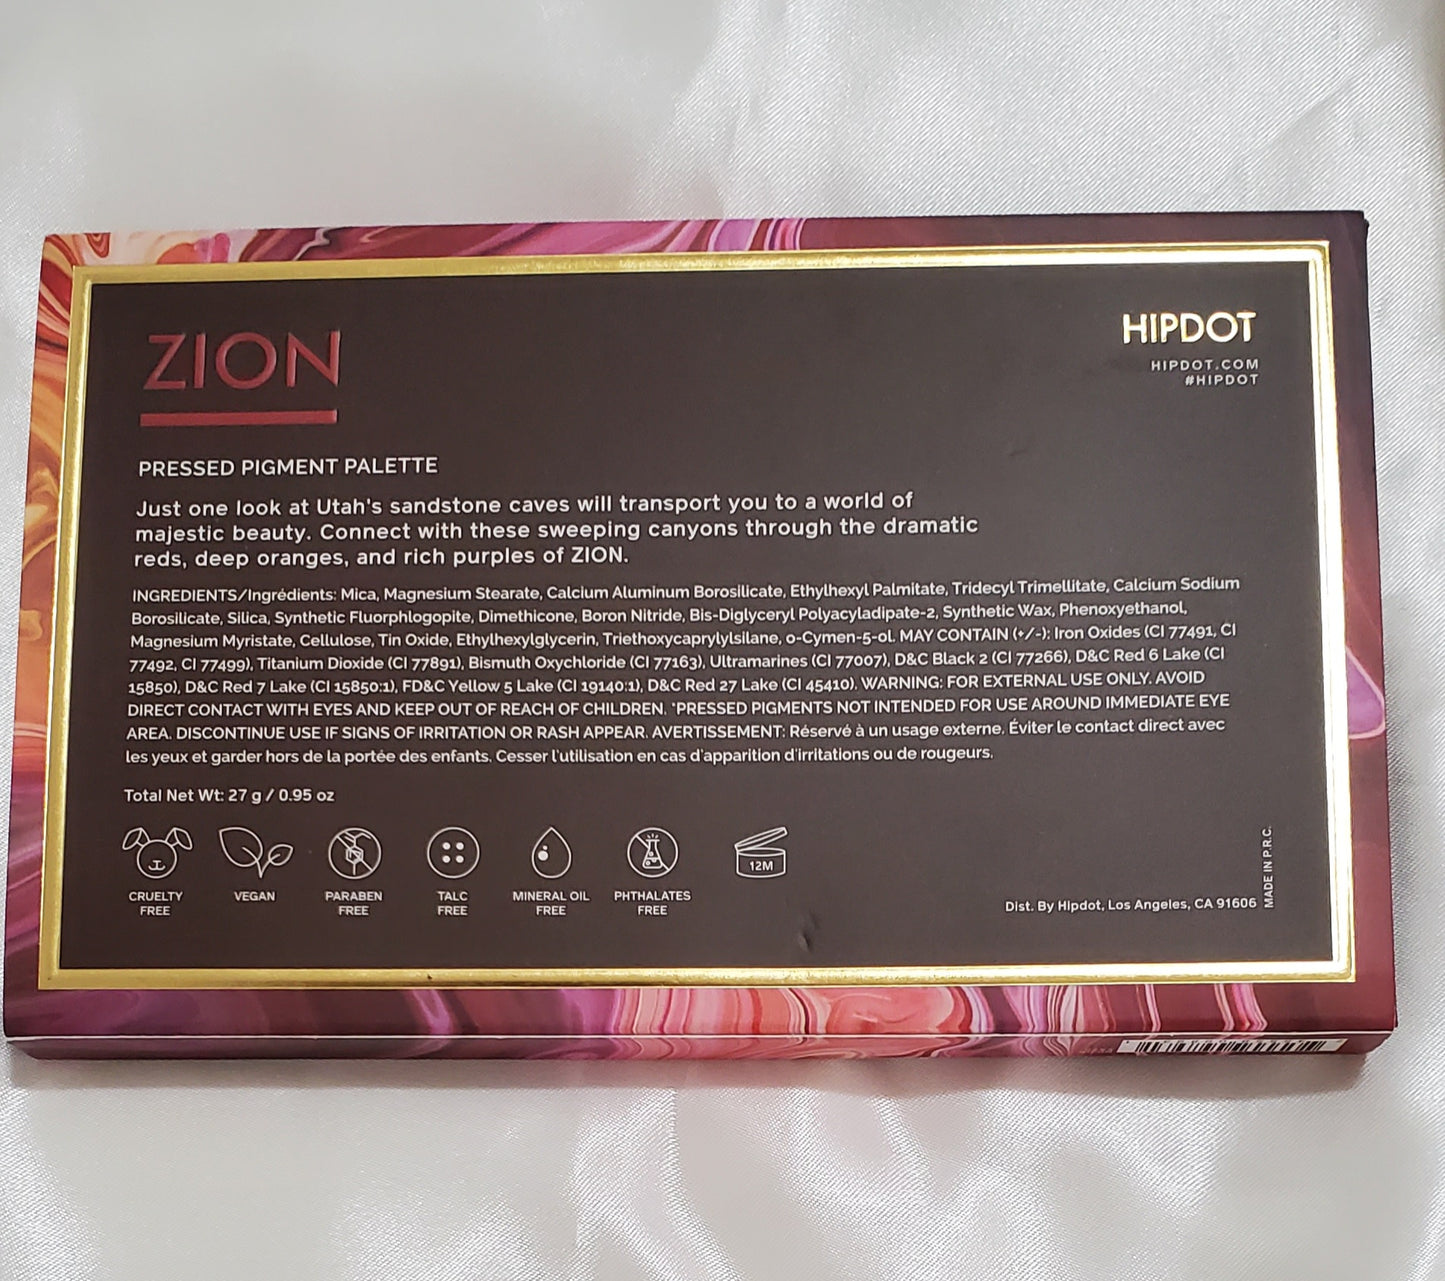 ZION
HIPDOT
HIPDOT.COM
#HIPDOT
PRESSED PIGMENT PALETTE
Just one look at Utah's sandstone caves will transport you to a world of
majestic beauty. Connect with these sweeping canyons through the dramatic
reds, deep oranges, and rich purples of ZION.
INGREDIENTS/Ingrédients: Mica, Magnesium Stearate, Calcium Aluminum Borosilicate, Ethylhexyl Palmitate, Tridecyl Trimellitate, Calcium Sodium
Borosilicate, Silica, Synthetic Fluorphlogopite, Dimethicone, Boron Nitride, Bis-Diglyceryl Polyacyladipate-2, Synthetic Wax, Phenoxyethanol,
Magnesium Myristate, Cellulose, Tin Oxide, Ethylhexylglycerin, Triethoxycaprylylsilane, o-Cymen-5-ol. MAY CONTAIN (+/-): Iron Oxides (CI 77491, CI
77492, CI 77499), Titanium Dioxide (CI 77891), Bismuth Oxychloride (CI 77163), Ultramarines (CI 77007), D&C Black 2 (CI 77266), D&C Red 6 Lake (CI
15850), D&C Red 7 Lake (CI 15850:1), FD&C Yellow 5 Lake (CI 19140:1), D&C Red 27 Lake (CI 45410). WARNING: FOR EXTERNAL USE ONLY. AVOID
DIRECT CONTACT WITH EYES AND KEEP OUT OF REACH OF CHILDREN. *PRESSED PIGMENTS NOT INTENDED FOR USE AROUND IMMEDIATE EYE
AREA. DISCONTINUE USE IF SIGNS OF IRRITATION OR RASH APPEAR. AVERTISSEMENT: Réservé à un usage externe. Éviter le contact direct avec
les yeux et garder hors de la portée des enfants. Cesser l'utilisation en cas d'apparition d'irritations ou de rougeurs.
Total Net Wt: 27 g / 0.95 oz
CRUELTY
FREE
VEGAN
PARABEN
FREE
TALC
FREE
MINERAL OIL
FREE
PHTHALATES
FREE
12M
Dist. By Hipdot, Los Angeles, CA 91606
MADE IN P.R.C.